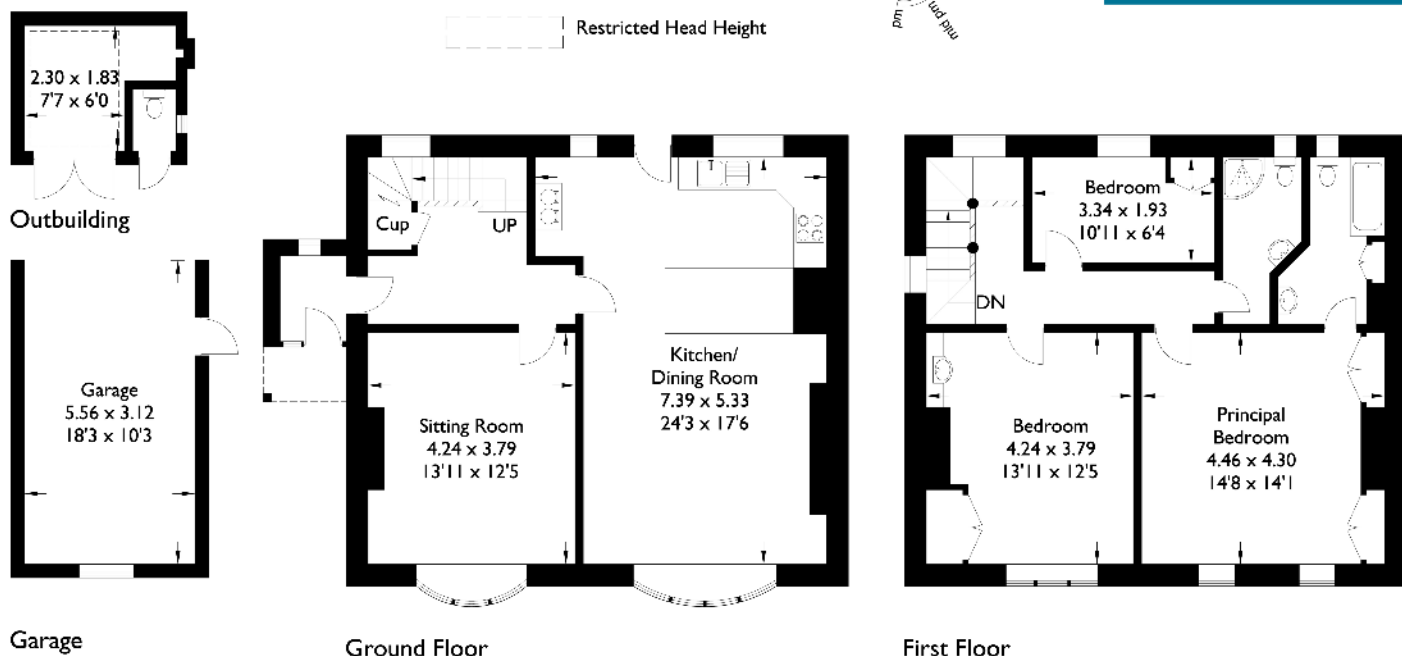 Restricted Head Height
pm
mid pm
2.30 x 1.83
7'7 x 6'0
Outbuilding
Garage
5.56 x 3.12
18'3 x 10'3
Garage
Cup
UP
Sitting Room
4.24 x 3.79
13'11 x 12'5
Kitchen/
Dining Room
7.39 x 5.33
24'3 x 17'6
Ground Floor
Bedroom
3.34 x 1.93
10'11 x 6'4
DN
Bedroom
4.24 x 3.79
13'11 x 12'5
Principal
Bedroom
4.46 x 4.30
14'8 x 14'1
First Floor